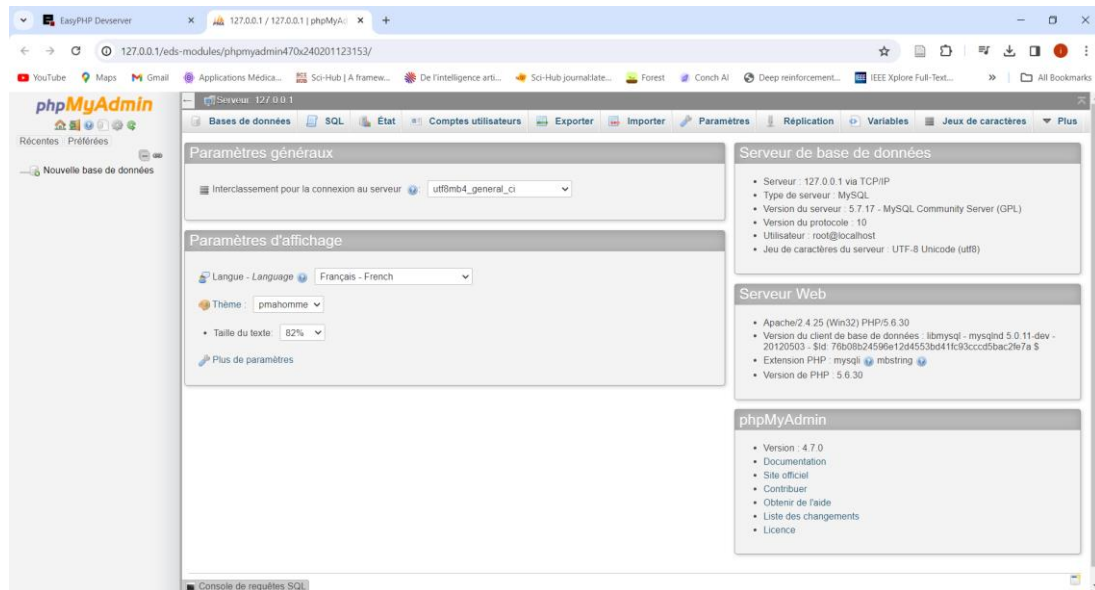 EasyPHP Devserver
127.0.0.1 / 127.0.0.1 | phpMyAd
127.0.0.1/eds-modules/phpmyadmin470x240201123153/
YouTube Maps Gmail Applications Médica... Sci-Hub | A framew... De l'intelligence arti... Sci-Hub journaldate... Forest Conch AI Deep reinforcement... IEEE Xplore Full-Text... » All Bookmarks
phpMyAdmin
Récentes Préférées
Nouvelle base de données
Serveur: 127.0.0.1
Bases de données SQL État Comptes utilisateurs Exporter Importer Paramètres Réplication Variables Jeux de caractères Plus
Paramètres généraux
Interclassement pour la connexion au serveur : utf8mb4_general_ci
Paramètres d'affichage
Langue - Language Français - French
Thème : pmahomme
• Taille du texte: 82%
Plus de paramètres
Serveur de base de données
• Serveur : 127.0.0.1 via TCP/IP
• Type de serveur : MySQL
• Version du serveur : 5.7.17 - MySQL Community Server (GPL)
• Version du protocole : 10
• Utilisateur : root@localhost
• Jeu de caractères du serveur : UTF-8 Unicode (utf8)
Serveur Web
• Apache/2.4.25 (Win32) PHP/5.6.30
• Version du client de base de données : libmysql - mysqlnd 5.0.11-dev -
20120503 - $Id: 76b08b24596e12d4553bd41fc93cccd5bac2fe7a $
• Extension PHP : mysqli mbstring
• Version de PHP : 5.6.30
phpMyAdmin
• Version : 4.7.0
• Documentation
• Site officiel
• Contribuer
• Obtenir de l'aide
• Liste des changements
• Licence
Console de requêtes SQL